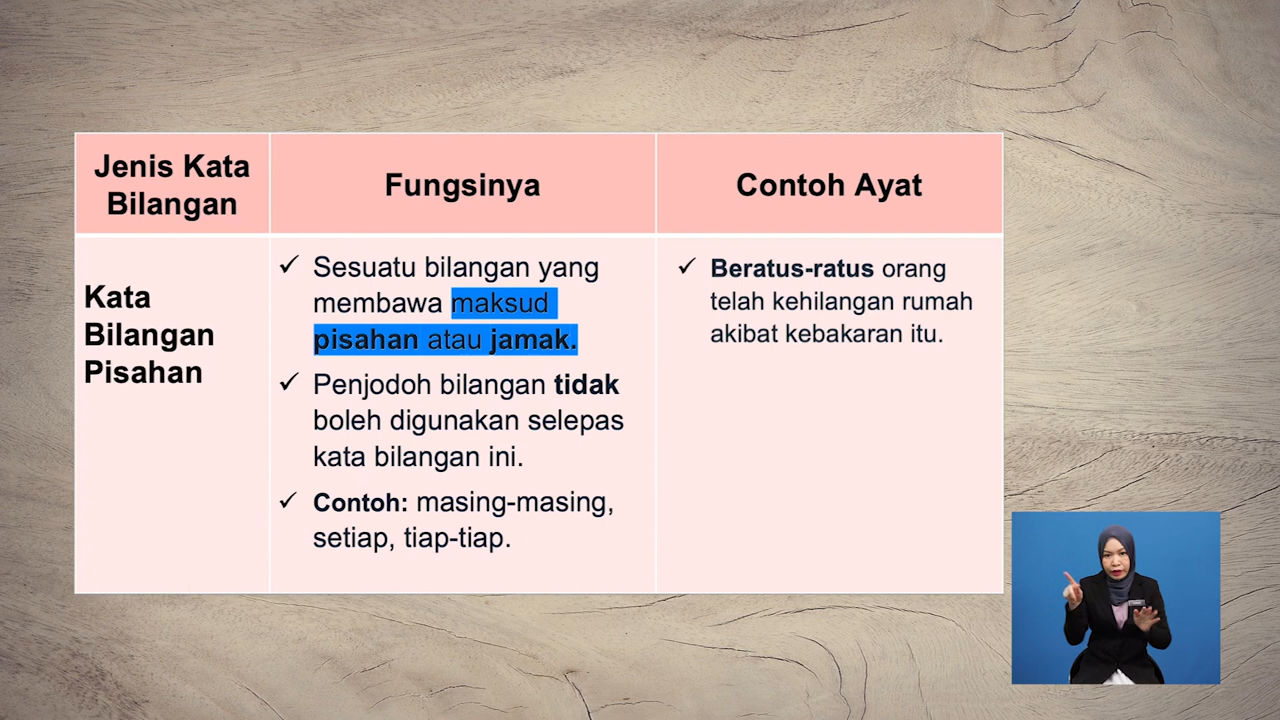 Jenis Kata
Bilangan
Fungsinya
Contoh Ayat
Kata
Bilangan
Pisahan
✓ Sesuatu bilangan yang
membawa maksud
pisahan atau jamak.
✓ Penjodoh bilangan tidak
boleh digunakan selepas
kata bilangan ini.
✓ Contoh: masing-masing,
setiap, tiap-tiap.
✓ Beratus-ratus orang
telah kehilangan rumah
akibat kebakaran itu.